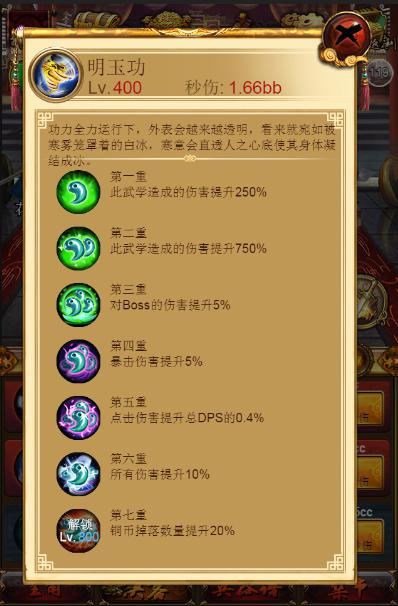 明玉功
Lv.400 秒伤: 1.66bb
功力全力运行下，外表会越来越透明，看来就宛如被
寒雾笼罩着的白冰，寒意会直透人之心底使其身体凝
结成冰。
第一重
此武学造成的伤害提升250%
第二重
此武学造成的伤害提升750%
第三重
对Boss的伤害提升5%
第四重
暴击伤害提升5%
第五重
点击伤害提升总DPS的0.4%
第六重
所有伤害提升10%
解锁
Lv.800
第七重
铜币掉落数量提升20%